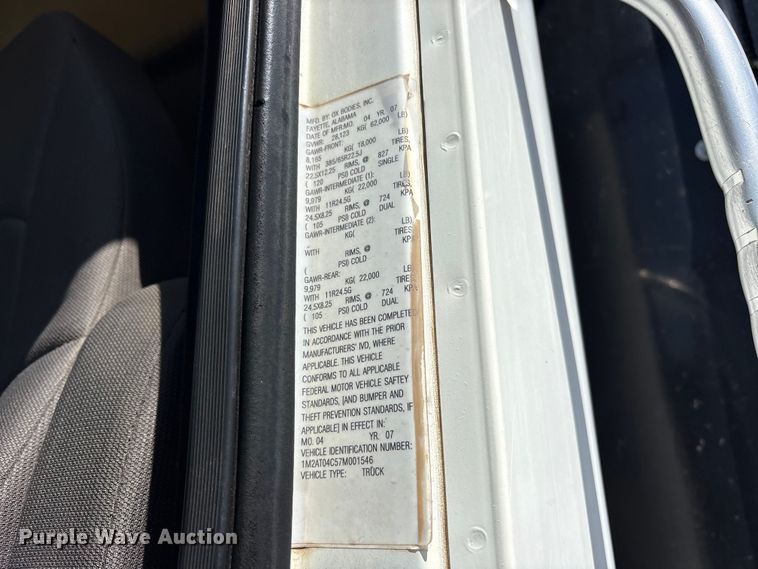 MFD. BY: OX BODIES, INC.
FAYETTE, ALABAMA
DATE OF MFR:MO. 04 YR. 07
GVWR: 28,123 KG( 62,000 LB)
GAWR-FRONT:
8,165 KG( 18,000 LB)
WITH 385/65R22.5J TIRES,
22.5X12.25 RIMS, @ 827 KPA
( 120 PSI) COLD SINGLE
GAWR-INTERMEDIATE (1):
9,979 KG( 22,000 LB)
WITH 11R24.5G TIRES,
24.5X8.25 RIMS, @ 724 KPA
( 105 PSI) COLD DUAL
GAWR-INTERMEDIATE (2):
KG( LB)
WITH TIRES,
RIMS, @ KPA
( PSI) COLD
GAWR-REAR:
9,979 KG( 22,000 LB)
WITH 11R24.5G TIRES,
24.5X8.25 RIMS, @ 724 KPA
( 105 PSI) COLD DUAL
THIS VEHICLE HAS BEEN COMPLETED
IN ACCORDANCE WITH THE PRIOR
MANUFACTURERS' IVD, WHERE
APPLICABLE. THIS VEHICLE
CONFORMS TO ALL APPLICABLE
FEDERAL MOTOR VEHICLE SAFTEY
STANDARDS, [AND BUMPER AND
THEFT PREVENTION STANDARDS, IF
APPLICABLE] IN EFFECT IN:
MO. 04 YR. 07
VEHICLE IDENTIFICATION NUMBER:
1M2AT04C57M001546
VEHICLE TYPE: TRUCK
Purple Wave Auction